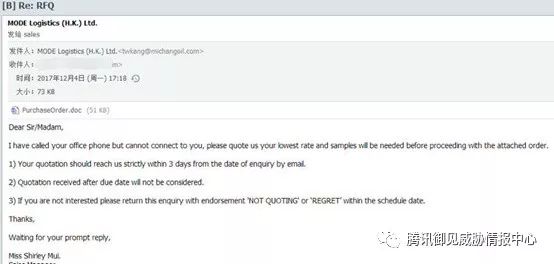 [B] Re: RFQ
MODE Logistics (H.K.) Ltd.
发给 sales
发件人： MODE Logistics (H.K.) Ltd.<twkang@michangoil.com>
收件人： m>
时间： 2017年12月4日 (周一) 17:18
大小： 73 KB
PurchaseOrder.doc (51 KB)
Dear Sir/Madam,
I have called your office phone but cannot connect to you, please quote us your lowest rate and samples will be needed before proceeding with the attached order.
1) Your quotation should reach us strictly within 3 days from the date of enquiry by email.
2) Quotation received after due date will not be considered.
3) If you are not interested please return this enquiry with endorsement 'NOT QUOTING' or 'REGRET' within the schedule date.
Thanks,
Waiting for your prompt reply,
Miss Shirley Mui.
Sales Manager
腾讯御见威胁情报中心